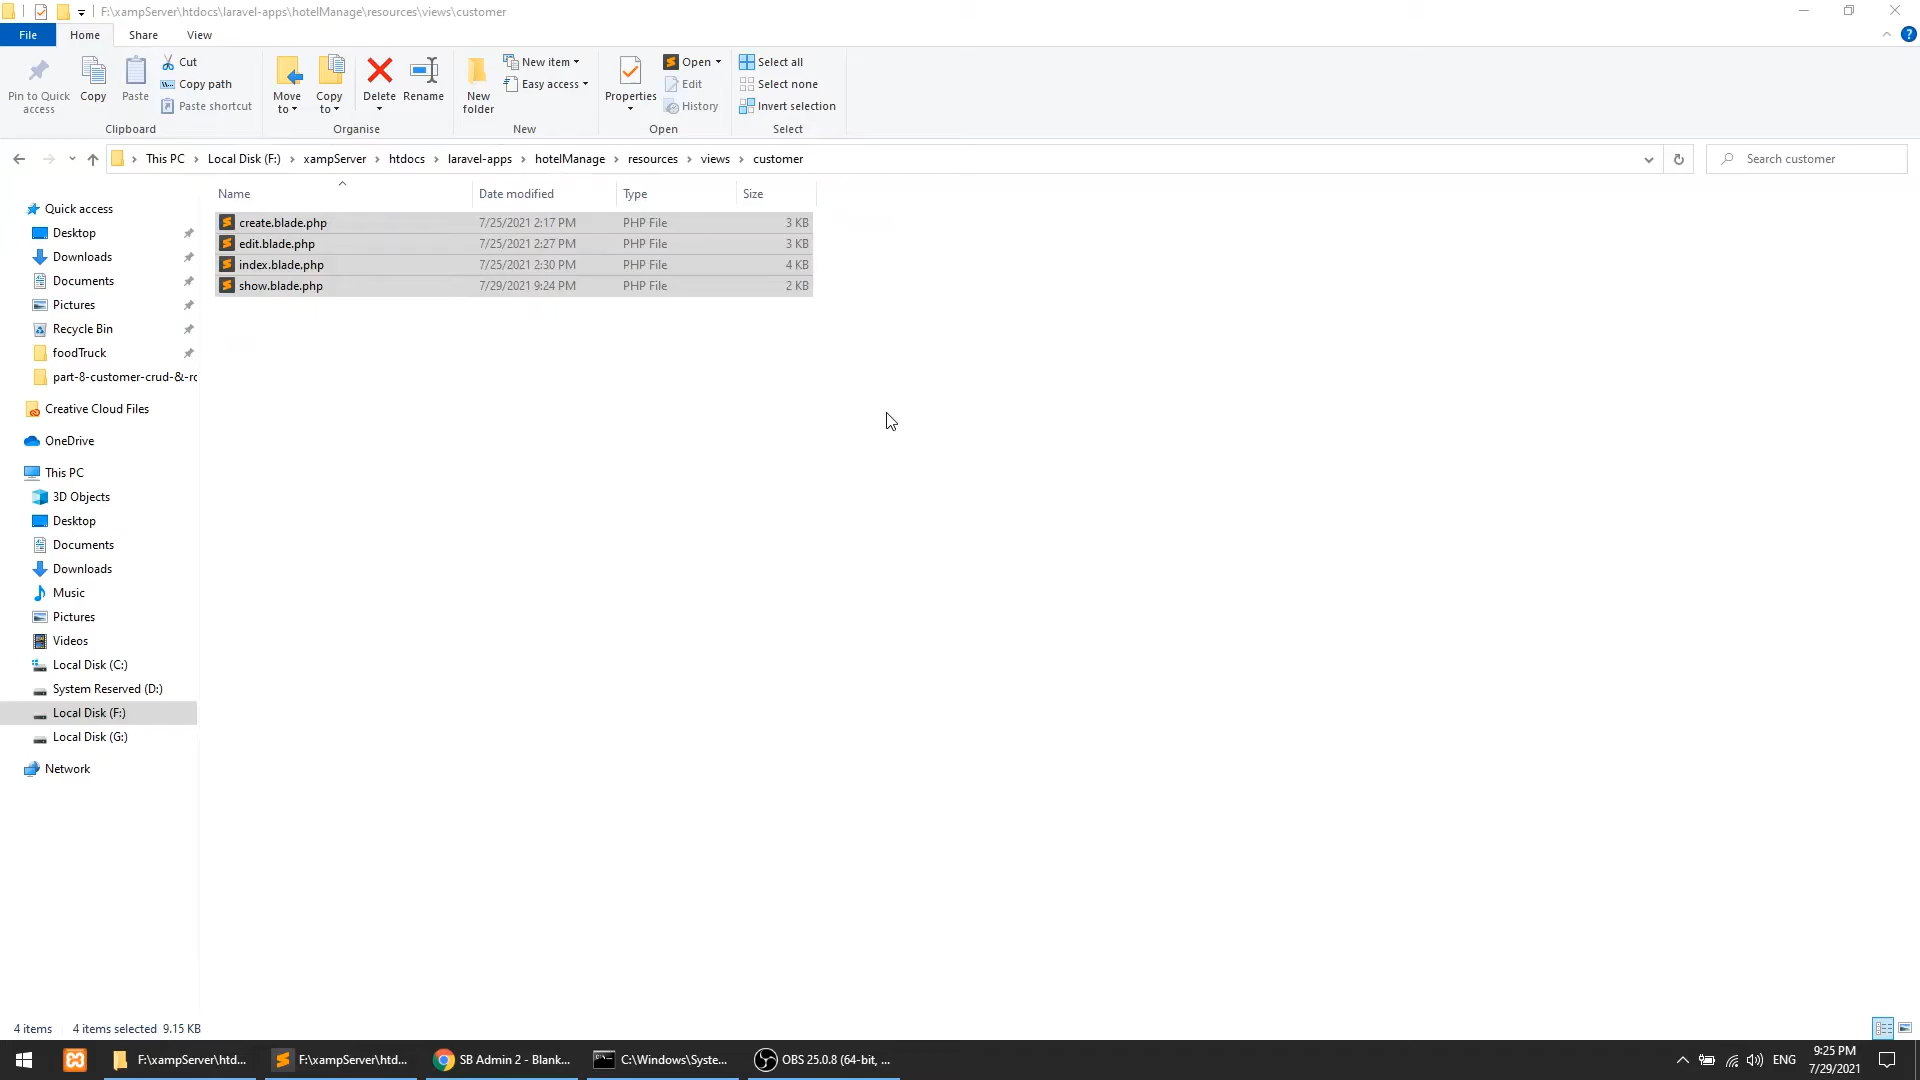 F:\xampServer\htdocs\laravel-apps\hotelManage\resources\views\customer
File Home Share View
Pin to Quick access
Copy
Paste
Cut
Copy path
Paste shortcut
Clipboard
Move to
Copy to
Delete
Rename
Organise
New folder
New item
Easy access
New
Properties
Open
Edit
History
Open
Select all
Select none
Invert selection
Select
This PC › Local Disk (F:) › xampServer › htdocs › laravel-apps › hotelManage › resources › views › customer
Search customer
Name Date modified Type Size
create.blade.php 7/25/2021 2:17 PM PHP File 3 KB
edit.blade.php 7/25/2021 2:27 PM PHP File 3 KB
index.blade.php 7/25/2021 2:30 PM PHP File 4 KB
show.blade.php 7/29/2021 9:24 PM PHP File 2 KB
Quick access
Desktop
Downloads
Documents
Pictures
Recycle Bin
foodTruck
part-8-customer-crud-&-ro
Creative Cloud Files
OneDrive
This PC
3D Objects
Desktop
Documents
Downloads
Music
Pictures
Videos
Local Disk (C:)
System Reserved (D:)
Local Disk (F:)
Local Disk (G:)
Network
4 items 4 items selected 9.15 KB
F:\xampServer\htd...
F:\xampServer\htd...
SB Admin 2 - Blank...
C:\Windows\Syste...
OBS 25.0.8 (64-bit, ...
ENG
9:25 PM
7/29/2021